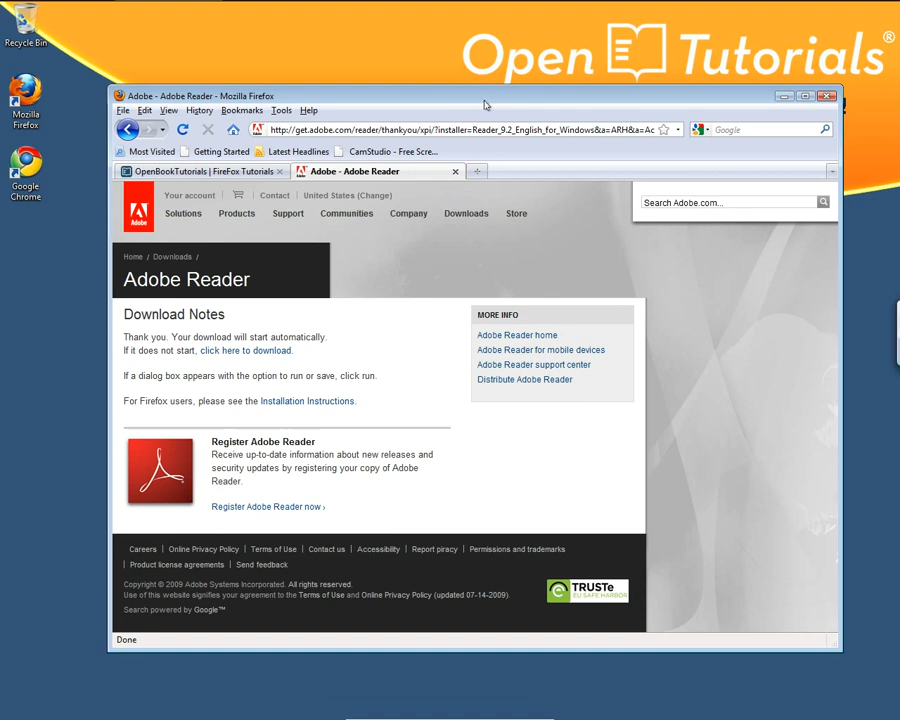 Recycle Bin
Mozilla
Firefox
Google
Chrome
Open Tutorials®
Adobe - Adobe Reader - Mozilla Firefox
File Edit View History Bookmarks Tools Help
http://get.adobe.com/reader/thankyou/xpi/?installer=Reader_9.2_English_for_Windows&a=ARH&a=Ac
Google
Most Visited Getting Started Latest Headlines CamStudio - Free Scre...
OpenBookTutorials | FireFox Tutorials Adobe - Adobe Reader
Adobe
Your account Contact United States (Change)
Solutions Products Support Communities Company Downloads Store
Search Adobe.com...
Home / Downloads /
Adobe Reader
Download Notes
Thank you. Your download will start automatically.
If it does not start, click here to download.
If a dialog box appears with the option to run or save, click run.
For Firefox users, please see the Installation Instructions.
MORE INFO
Adobe Reader home
Adobe Reader for mobile devices
Adobe Reader support center
Distribute Adobe Reader
Register Adobe Reader
Receive up-to-date information about new releases and
security updates by registering your copy of Adobe
Reader.
Register Adobe Reader now ›
Careers | Online Privacy Policy | Terms of Use | Contact us | Accessibility | Report piracy | Permissions and trademarks
| Product license agreements | Send feedback
Copyright © 2009 Adobe Systems Incorporated. All rights reserved.
Use of this website signifies your agreement to the Terms of Use and Online Privacy Policy (updated 07-14-2009).
Search powered by Google™
TRUSTe
EU SAFE HARBOR
Done